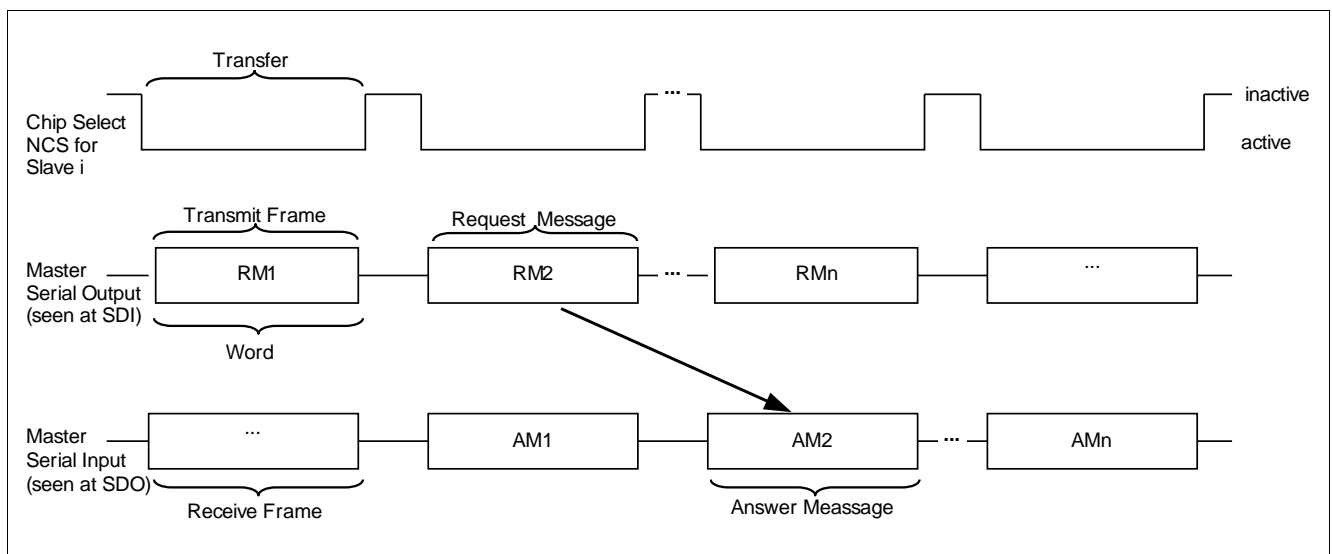 Transfer
...
inactive
Chip Select
NCS for
Slave i
active
Transmit Frame
Request Message
Master
Serial Output
(seen at SDI)
RM1
RM2
...
RMn
...
Word
Master
Serial Input
(seen at SDO)
...
AM1
AM2
...
AMn
Receive Frame
Answer Meassage